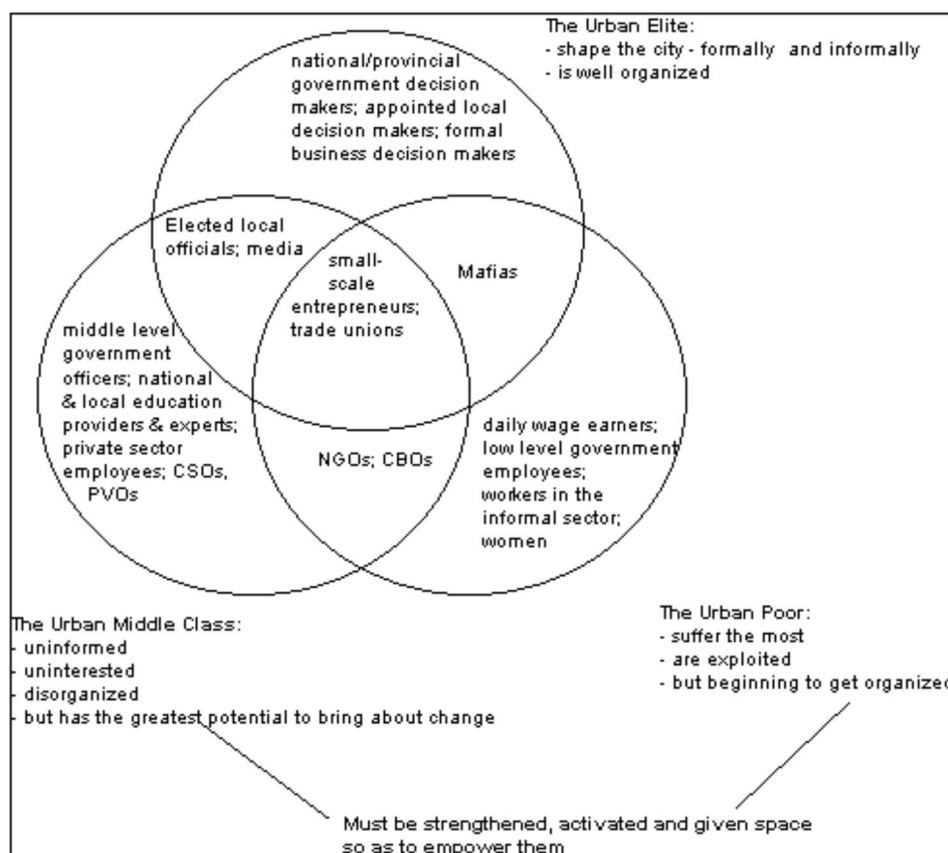 The Urban Elite:
- shape the city - formally and informally
- is well organized
national/provincial
government decision
makers; appointed local
decision makers; formal
business decision makers
Elected local
officials; media
small-
scale
entrepreneurs;
trade unions
Mafias
middle level
government
officers; national
& local education
providers & experts;
private sector
employees; CSOs,
PVOs
NGOs; CBOs
daily wage earners;
low level government
employees;
workers in the
informal sector;
women
The Urban Middle Class:
- uninformed
- uninterested
- disorganized
- but has the greatest potential to bring about change
The Urban Poor:
- suffer the most
- are exploited
- but beginning to get organized
Must be strengthened, activated and given space
so as to empower them